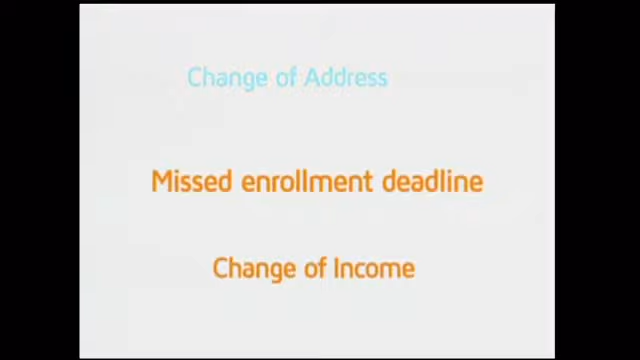 Change of Address
Missed enrollment deadline
Change of Income